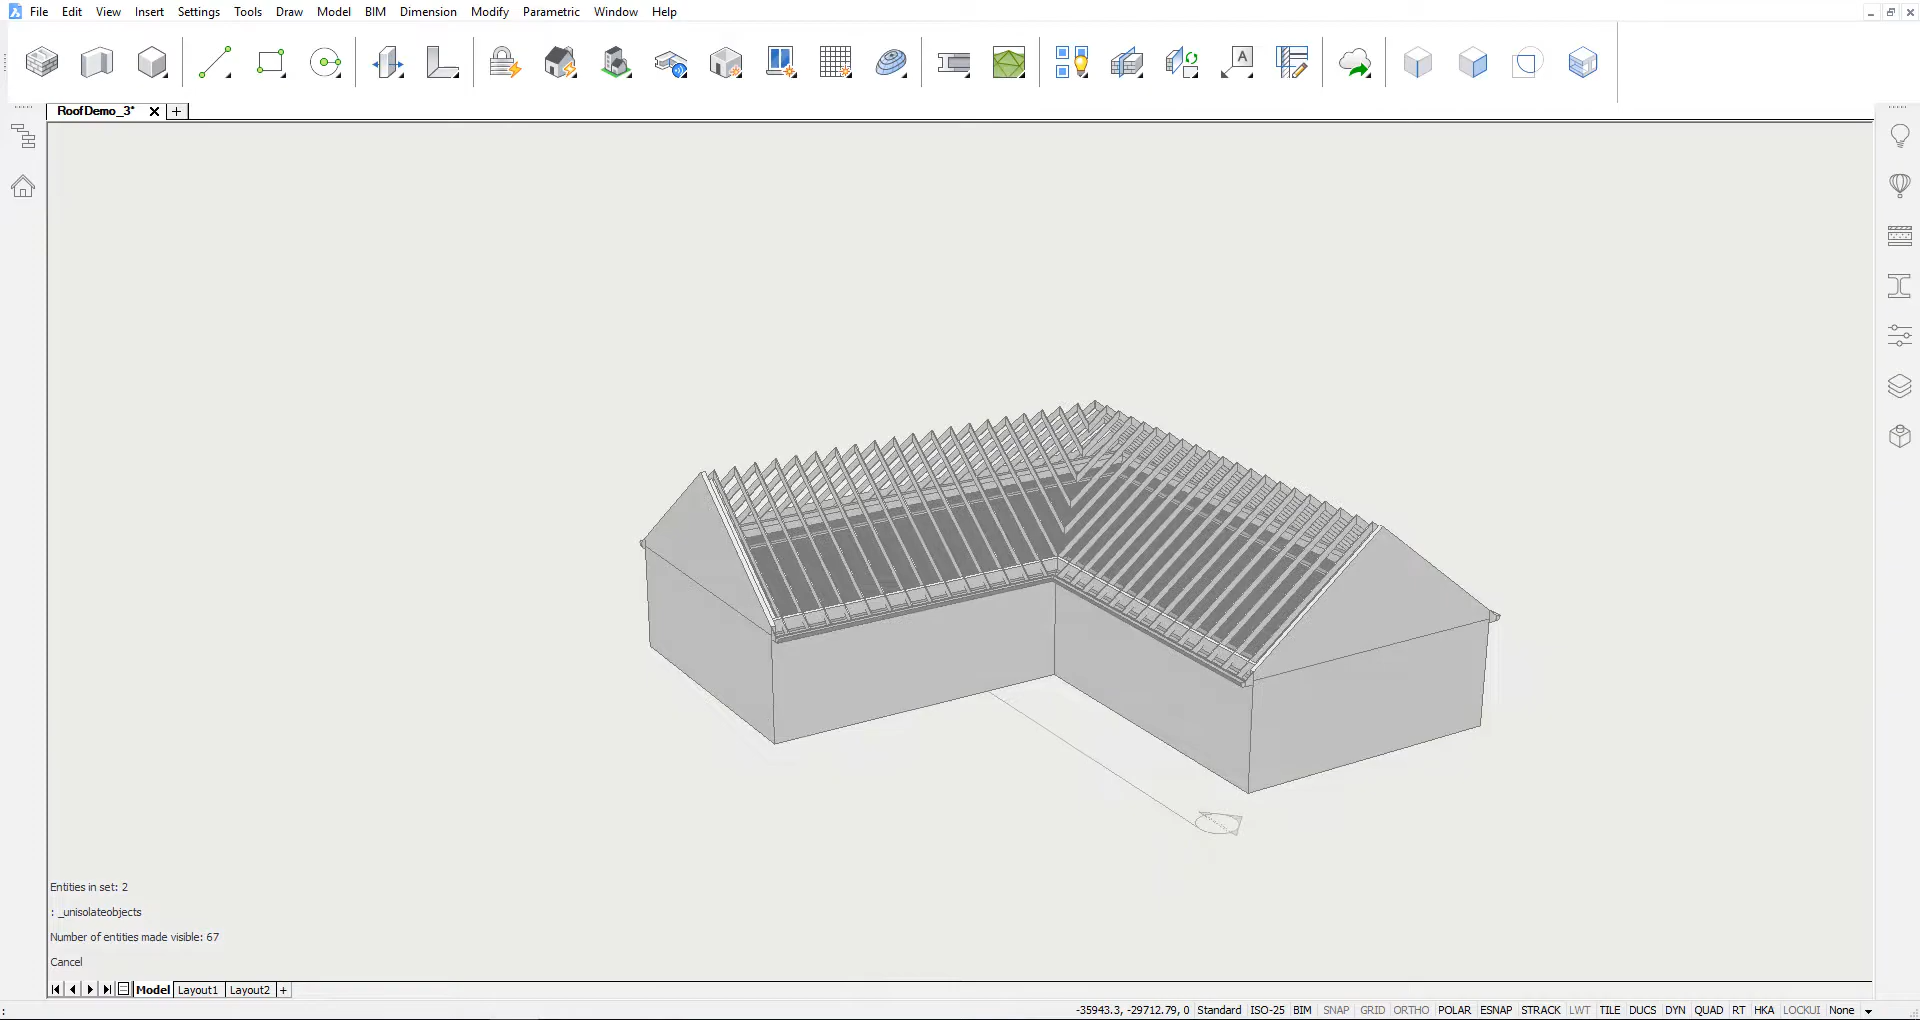 File Edit View Insert Settings Tools Draw Model BIM Dimension Modify Parametric Window Help
A
RoofDemo_3*
Entities in set: 2
: _unisolateobjects
Number of entities made visible: 67
Cancel
Model Layout1 Layout2 +
: -35943.3, -29712.79, 0 Standard ISO-25 BIM SNAP GRID ORTHO POLAR ESNAP STRACK LWT TILE DUCS DYN QUAD RT HKA LOCKUI None